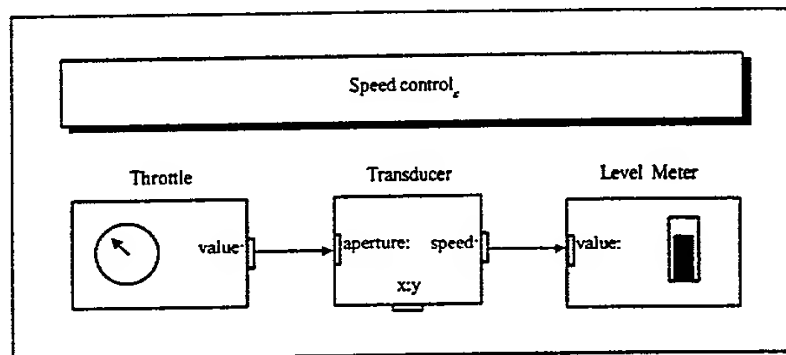 Speed control
Throttle
Transducer
Level Meter
value·
aperture:
speed·
value:
x:y